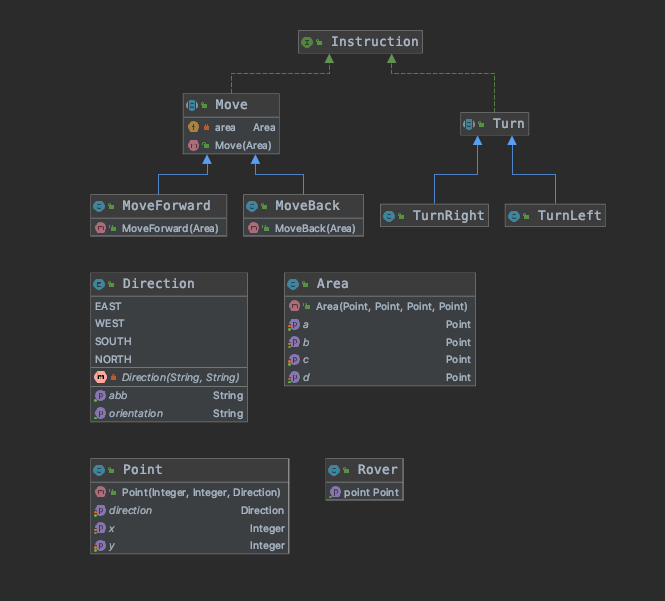 Instruction
Move
area Area
Move(Area)
Turn
MoveForward
MoveForward(Area)
MoveBack
MoveBack(Area)
TurnRight
TurnLeft
Direction
EAST
WEST
SOUTH
NORTH
Direction(String, String)
abb String
orientation String
Area
Area(Point, Point, Point, Point)
a Point
b Point
c Point
d Point
Point
Point(Integer, Integer, Direction)
direction Direction
x Integer
y Integer
Rover
point Point